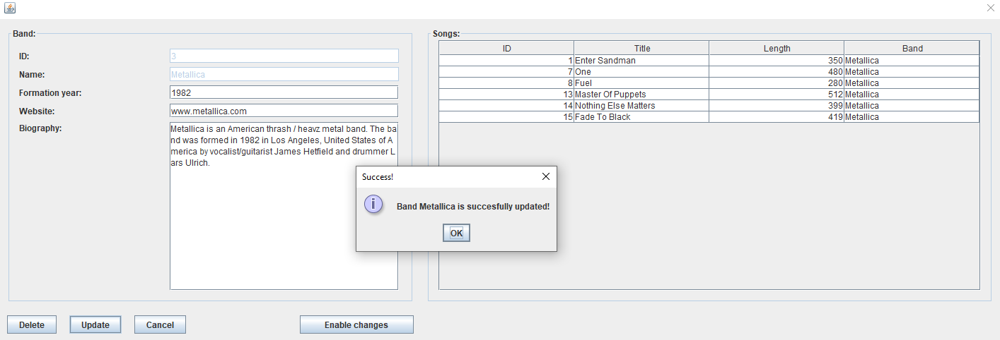 Band:
ID:
3
Name:
Metallica
Formation year:
1982
Website:
www.metallica.com
Biography:
Metallica is an American thrash / heavz metal band. The ba
nd was formed in 1982 in Los Angeles, United States of A
merica by vocalist/guitarist James Hetfield and drummer L
ars Ulrich.
Songs:
ID Title Length Band
1 Enter Sandman 350 Metallica
7 One 480 Metallica
8 Fuel 280 Metallica
13 Master Of Puppets 512 Metallica
14 Nothing Else Matters 399 Metallica
15 Fade To Black 419 Metallica
Success!
Band Metallica is succesfully updated!
OK
Delete Update Cancel Enable changes